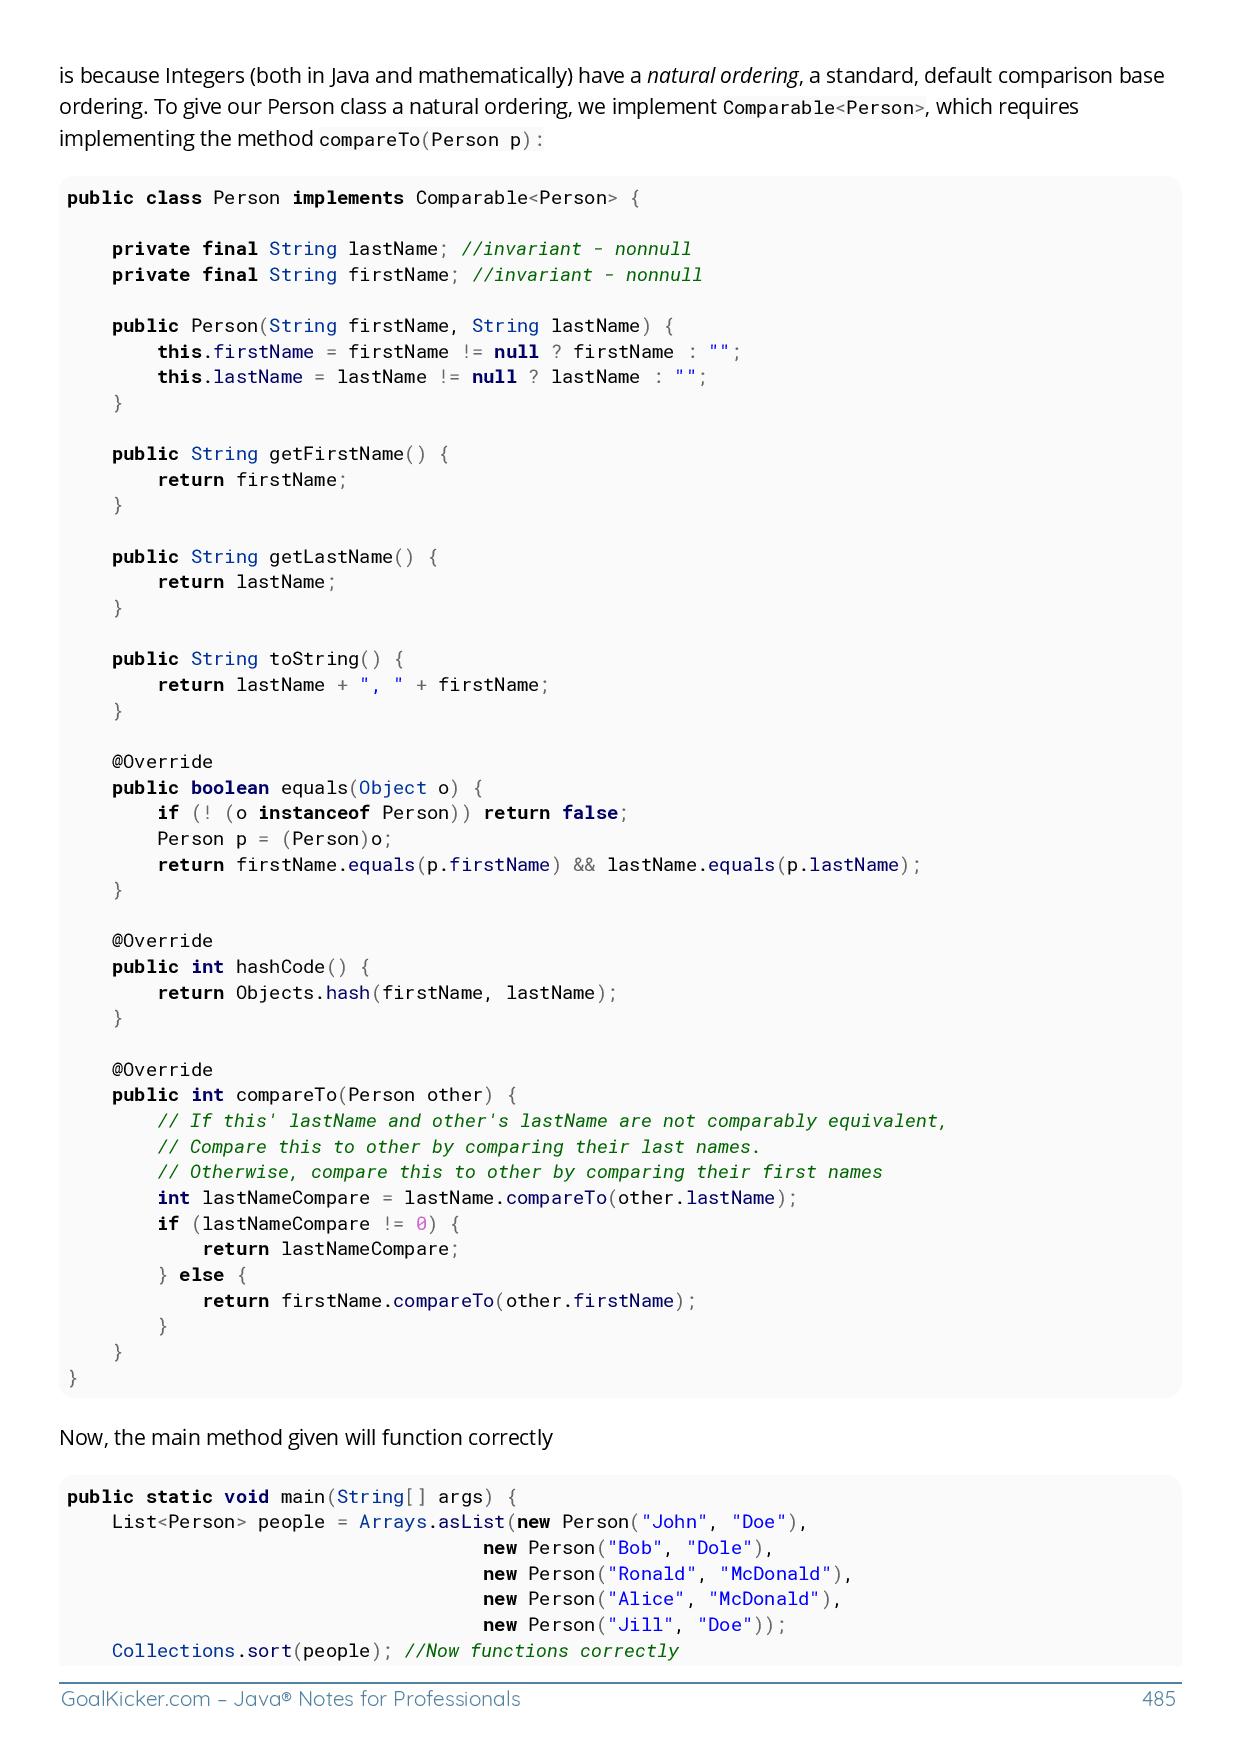 is because Integers (both in Java and mathematically) have a natural ordering, a standard, default comparison base
ordering. To give our Person class a natural ordering, we implement Comparable<Person>, which requires
implementing the method compareTo(Person p):
public class Person implements Comparable<Person> {
    private final String lastName; //invariant - nonnull
    private final String firstName; //invariant - nonnull
    public Person(String firstName, String lastName) {
        this.firstName = firstName != null ? firstName : "";
        this.lastName = lastName != null ? lastName : "";
    }
    public String getFirstName() {
        return firstName;
    }
    public String getLastName() {
        return lastName;
    }
    public String toString() {
        return lastName + ", " + firstName;
    }
    @Override
    public boolean equals(Object o) {
        if (! (o instanceof Person)) return false;
        Person p = (Person)o;
        return firstName.equals(p.firstName) && lastName.equals(p.lastName);
    }
    @Override
    public int hashCode() {
        return Objects.hash(firstName, lastName);
    }
    @Override
    public int compareTo(Person other) {
        // If this' lastName and other's lastName are not comparably equivalent,
        // Compare this to other by comparing their last names.
        // Otherwise, compare this to other by comparing their first names
        int lastNameCompare = lastName.compareTo(other.lastName);
        if (lastNameCompare != 0) {
            return lastNameCompare;
        } else {
            return firstName.compareTo(other.firstName);
        }
    }
}
Now, the main method given will function correctly
public static void main(String[] args) {
    List<Person> people = Arrays.asList(new Person("John", "Doe"),
                                     new Person("Bob", "Dole"),
                                     new Person("Ronald", "McDonald"),
                                     new Person("Alice", "McDonald"),
                                     new Person("Jill", "Doe"));
    Collections.sort(people); //Now functions correctly
GoalKicker.com – Java® Notes for Professionals
485